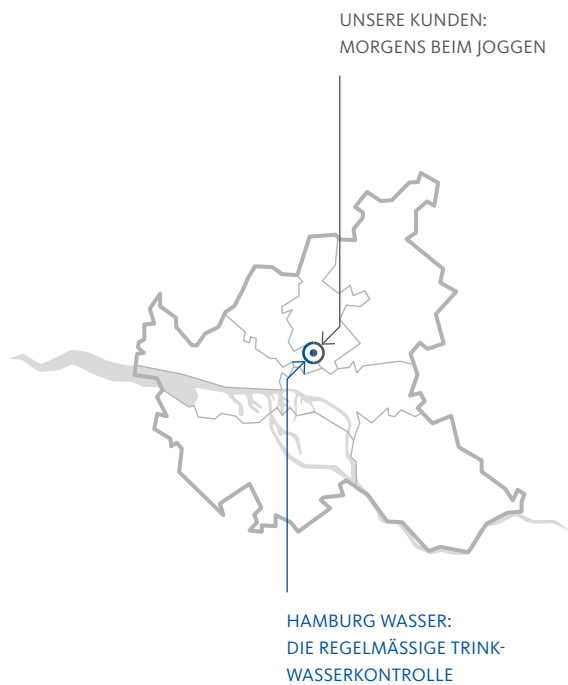 UNSERE KUNDEN:
MORGENS BEIM JOGGEN
HAMBURG WASSER:
DIE REGELMÄSSIGE TRINK-
WASSERKONTROLLE